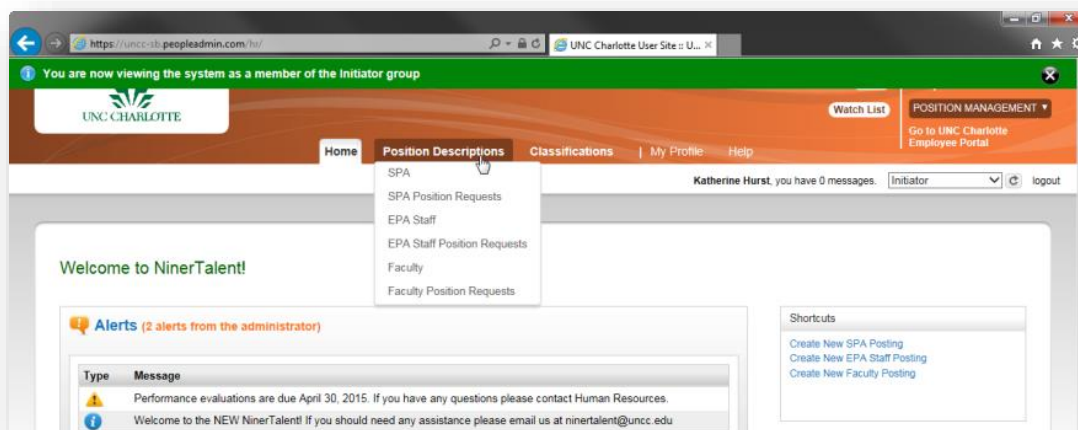 https://uncc-sb.peopleadmin.com/hr/
UNC Charlotte User Site :: U...
You are now viewing the system as a member of the Initiator group
UNC CHARLOTTE
Watch List
POSITION MANAGEMENT
Go to UNC Charlotte
Employee Portal
Home Position Descriptions Classifications | My Profile Help
Katherine Hurst, you have 0 messages. Initiator logout
SPA
SPA Position Requests
EPA Staff
EPA Staff Position Requests
Faculty
Faculty Position Requests
Welcome to NinerTalent!
Alerts (2 alerts from the administrator)
Type Message
Performance evaluations are due April 30, 2015. If you have any questions please contact Human Resources.
Welcome to the NEW NinerTalent! If you should need any assistance please email us at ninertalent@uncc.edu
Shortcuts
Create New SPA Posting
Create New EPA Staff Posting
Create New Faculty Posting